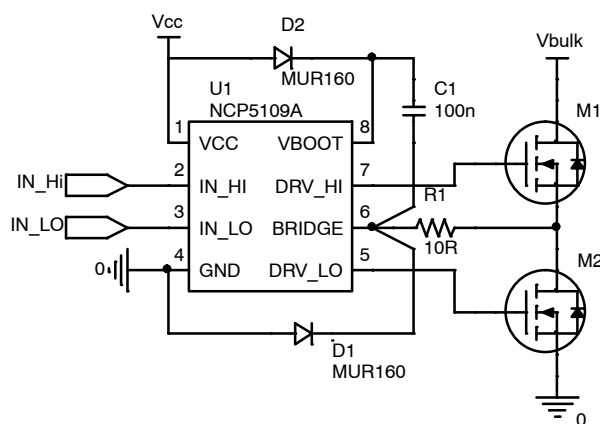 Vcc
D2
MUR160
Vbulk
U1
NCP5109A
C1
100n
M1
1
VCC
VBOOT
8
IN_Hi
2
IN_HI
DRV_HI
7
R1
IN_LO
3
IN_LO
BRIDGE
6
10R
0
4
GND
DRV_LO
5
M2
D1
MUR160
0